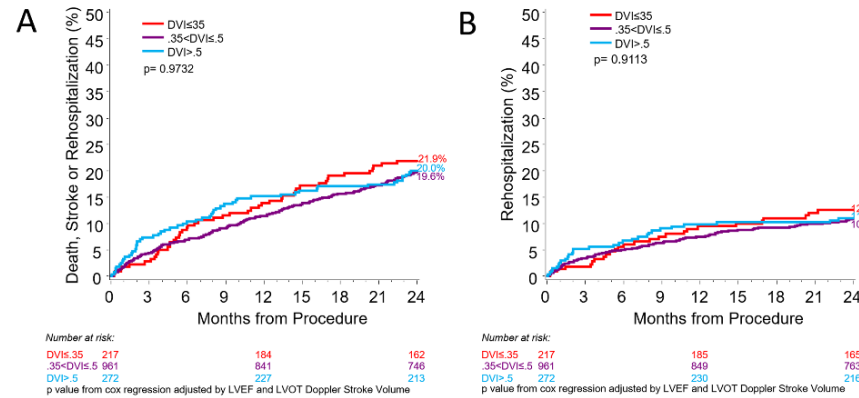 A
DVI≤35
.35<DVI≤.5
DVI>.5
p= 0.9732
Death, Stroke or Rehospitalization (%)
50
45
40
35
30
25
20
15
10
5
0
21.9%
20.0%
19.6%
0 3 6 9 12 15 18 21 24
Months from Procedure
Number at risk:
DVI≤.35 217 184 162
.35<DVI≤.5 961 841 746
DVI>.5 272 227 213
p value from cox regression adjusted by LVEF and LVOT Doppler Stroke Volume
B
DVI≤35
.35<DVI≤.5
DVI>.5
p= 0.9113
Rehospitalization (%)
50
45
40
35
30
25
20
15
10
5
0
10
0 3 6 9 12 15 18 21 24
Months from Procedure
Number at risk:
DVI≤.35 217 185 165
.35<DVI≤.5 961 849 763
DVI>.5 272 230 216
p value from cox regression adjusted by LVEF and LVOT Doppler Stroke Volume